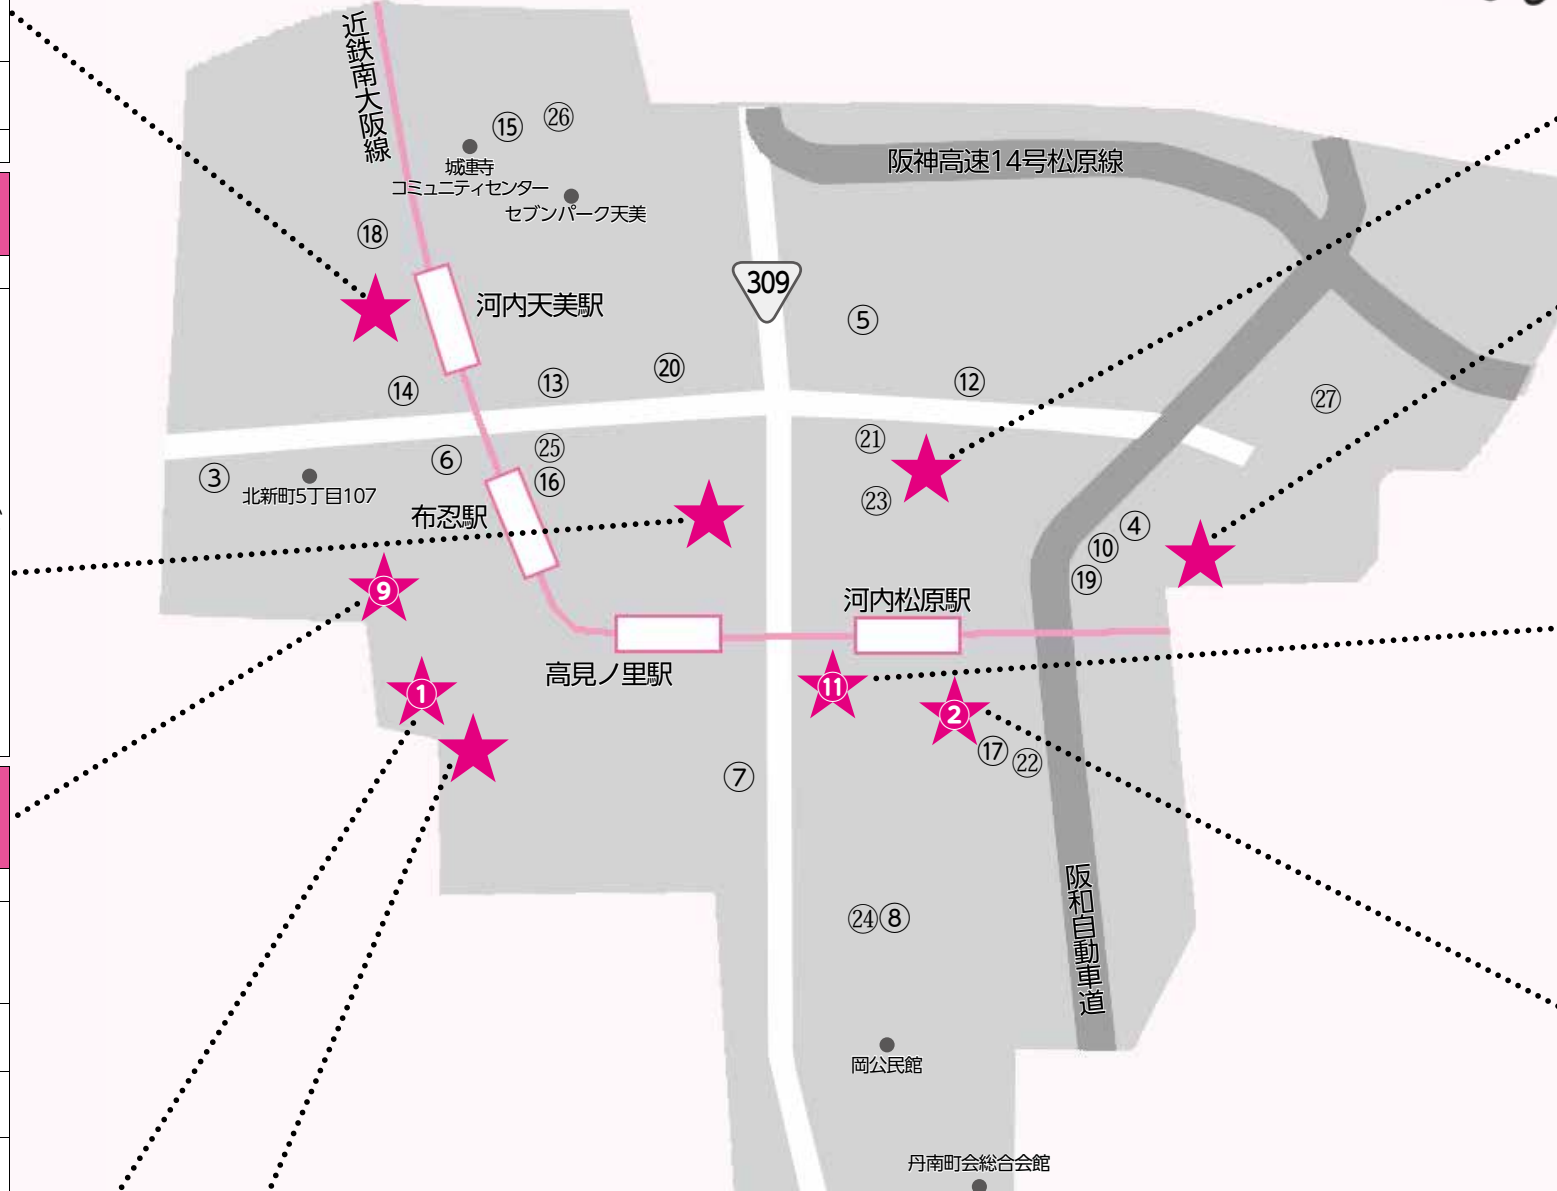 近鉄南大阪線
⑮
㉖
城連寺
コミュニティセンター
セブンパーク天美
阪神高速14号松原線
⑱
309
河内天美駅
⑤
⑳
⑬
⑭
⑫
㉗
㉕
⑥
⑯
③
北新町5丁目107
㉑
㉓
布忍駅
④
⑩
⑲
9
河内松原駅
高見ノ里駅
1
11
2
⑰
㉒
⑦
阪和自動車道
㉔⑧
岡公民館
丹南町会総合会館